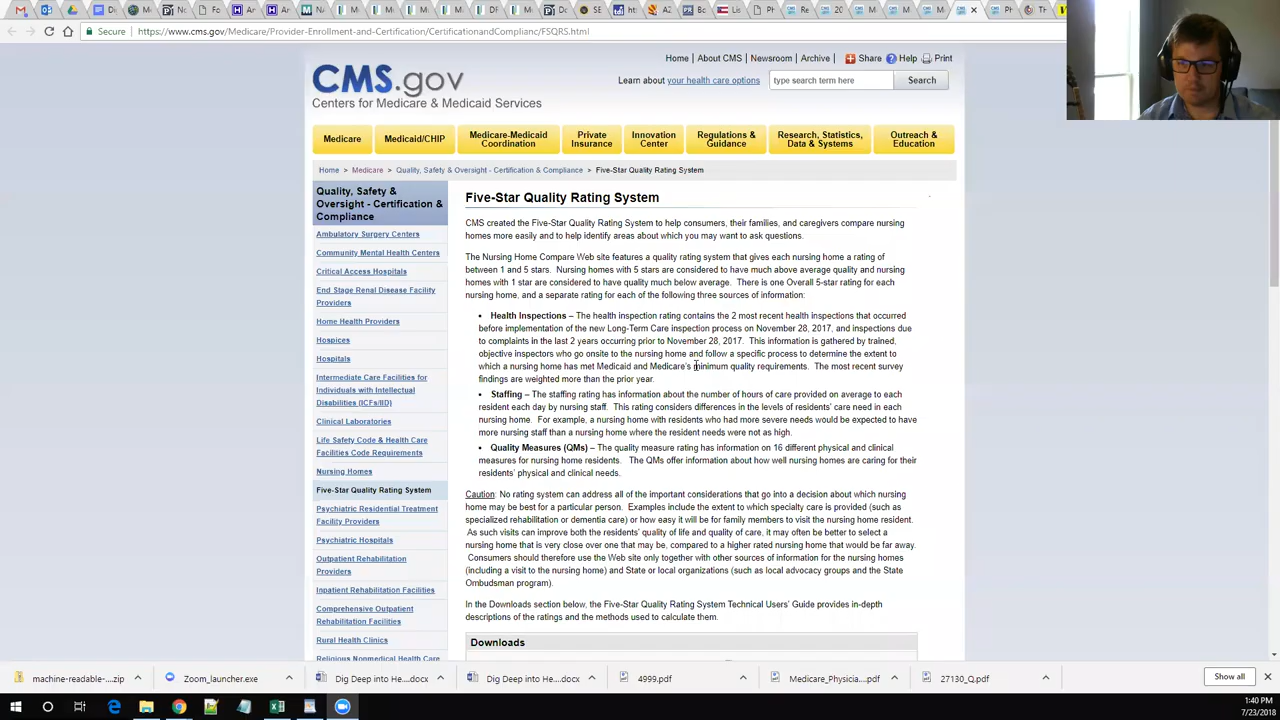 Secure
https://www.cms.gov/Medicare/Provider-Enrollment-and-Certification/CertificationandComplianc/FSQRS.html
Home | About CMS | Newsroom | Archive | Share Help Print
CMS.gov
Centers for Medicare & Medicaid Services
Learn about your health care options
type search term here
Search
Medicare
Medicaid/CHIP
Medicare-Medicaid
Coordination
Private
Insurance
Innovation
Center
Regulations &
Guidance
Research, Statistics,
Data & Systems
Outreach &
Education
Home > Medicare > Quality, Safety & Oversight - Certification & Compliance > Five-Star Quality Rating System
Quality, Safety &
Oversight - Certification &
Compliance
Ambulatory Surgery Centers
Community Mental Health Centers
Critical Access Hospitals
End Stage Renal Disease Facility
Providers
Home Health Providers
Hospices
Hospitals
Intermediate Care Facilities for
Individuals with Intellectual
Disabilities (ICFs/IID)
Clinical Laboratories
Life Safety Code & Health Care
Facilities Code Requirements
Nursing Homes
Five-Star Quality Rating System
Psychiatric Residential Treatment
Facility Providers
Psychiatric Hospitals
Outpatient Rehabilitation
Providers
Inpatient Rehabilitation Facilities
Comprehensive Outpatient
Rehabilitation Facilities
Rural Health Clinics
Religious Nonmedical Health Care
Five-Star Quality Rating System
CMS created the Five-Star Quality Rating System to help consumers, their families, and caregivers compare nursing
homes more easily and to help identify areas about which you may want to ask questions.
The Nursing Home Compare Web site features a quality rating system that gives each nursing home a rating of
between 1 and 5 stars. Nursing homes with 5 stars are considered to have much above average quality and nursing
homes with 1 star are considered to have quality much below average. There is one Overall 5-star rating for each
nursing home, and a separate rating for each of the following three sources of information:
• Health Inspections – The health inspection rating contains the 2 most recent health inspections that occurred
before implementation of the new Long-Term Care inspection process on November 28, 2017, and inspections due
to complaints in the last 2 years occurring prior to November 28, 2017. This information is gathered by trained,
objective inspectors who go onsite to the nursing home and follow a specific process to determine the extent to
which a nursing home has met Medicaid and Medicare's minimum quality requirements. The most recent survey
findings are weighted more than the prior year.
• Staffing – The staffing rating has information about the number of hours of care provided on average to each
resident each day by nursing staff. This rating considers differences in the levels of residents' care need in each
nursing home. For example, a nursing home with residents who had more severe needs would be expected to have
more nursing staff than a nursing home where the resident needs were not as high.
• Quality Measures (QMs) – The quality measure rating has information on 16 different physical and clinical
measures for nursing home residents. The QMs offer information about how well nursing homes are caring for their
residents' physical and clinical needs.
Caution: No rating system can address all of the important considerations that go into a decision about which nursing
home may be best for a particular person. Examples include the extent to which specialty care is provided (such as
specialized rehabilitation or dementia care) or how easy it will be for family members to visit the nursing home resident.
As such visits can improve both the residents' quality of life and quality of care, it may often be better to select a
nursing home that is very close over one that may be, compared to a higher rated nursing home that would be far away.
Consumers should therefore use the Web site only together with other sources of information for the nursing homes
(including a visit to the nursing home) and State or local organizations (such as local advocacy groups and the State
Ombudsman program).
In the Downloads section below, the Five-Star Quality Rating System Technical Users' Guide provides in-depth
descriptions of the ratings and the methods used to calculate them.
Downloads
machine-readable-....zip
Zoom_launcher.exe
Dig Deep into He....docx
Dig Deep into He....docx
4999.pdf
Medicare_Physicia....pdf
27130_Q.pdf
Show all
1:40 PM
7/23/2018